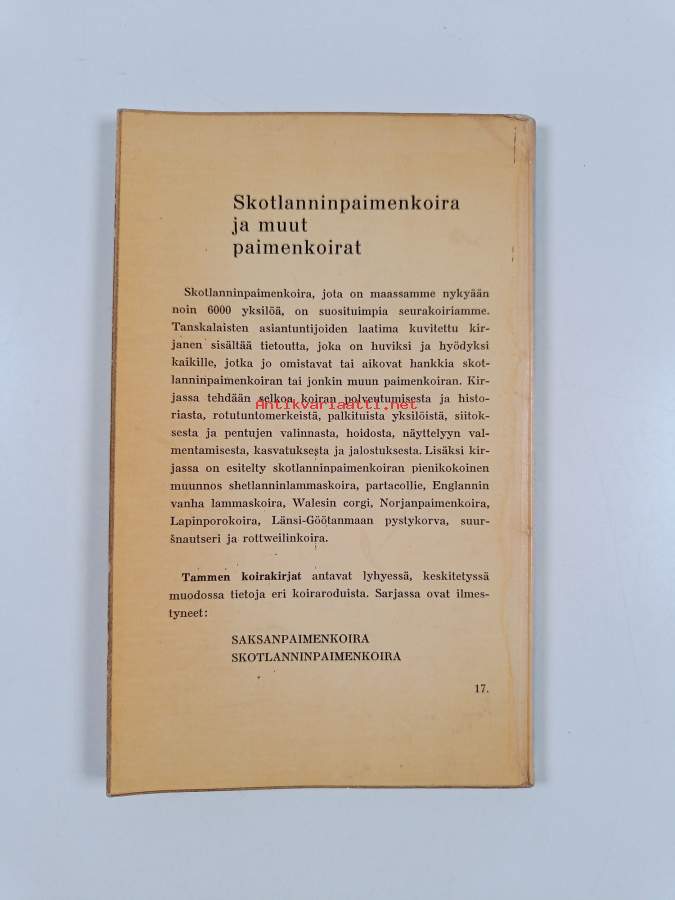 Skotlanninpaimenkoira
ja muut
paimenkoirat
Skotlanninpaimenkoira, jota on maassamme nykyään
noin 6000 yksilöä, on suosituimpia seurakoiriamme.
Tanskalaisten asiantuntijoiden laatima kuvitettu kir-
janen sisältää tietoutta, joka on huviksi ja hyödyksi
kaikille, jotka jo omistavat tai aikovat hankkia skot-
lanninpaimenkoiran tai jonkin muun paimenkoiran. Kir-
jassa tehdään selkoa koiran polveutumisesta ja histo-
Antikvariaatti.net
riasta, rotutuntomerkeistä, palkituista yksilöistä, siitok-
sesta ja pentujen valinnasta, hoidosta, näyttelyyn val-
mentamisesta, kasvatuksesta ja jalostuksesta. Lisäksi kir-
jassa on esitelty skotlanninpaimenkoiran pienikokoinen
muunnos shetlanninlammaskoira, partacollie, Englannin
vanha lammaskoira, Walesin corgi, Norjanpaimenkoira,
Lapinporokoira, Länsi-Göötanmaan pystykorva, suur-
šnautseri ja rottweilinkoira.
Tammen koirakirjat antavat lyhyessä, keskitetyssä
muodossa tietoja eri koiraroduista. Sarjassa ovat ilmes-
tyneet:
SAKSANPAIMENKOIRA
SKOTLANNINPAIMENKOIRA
17.